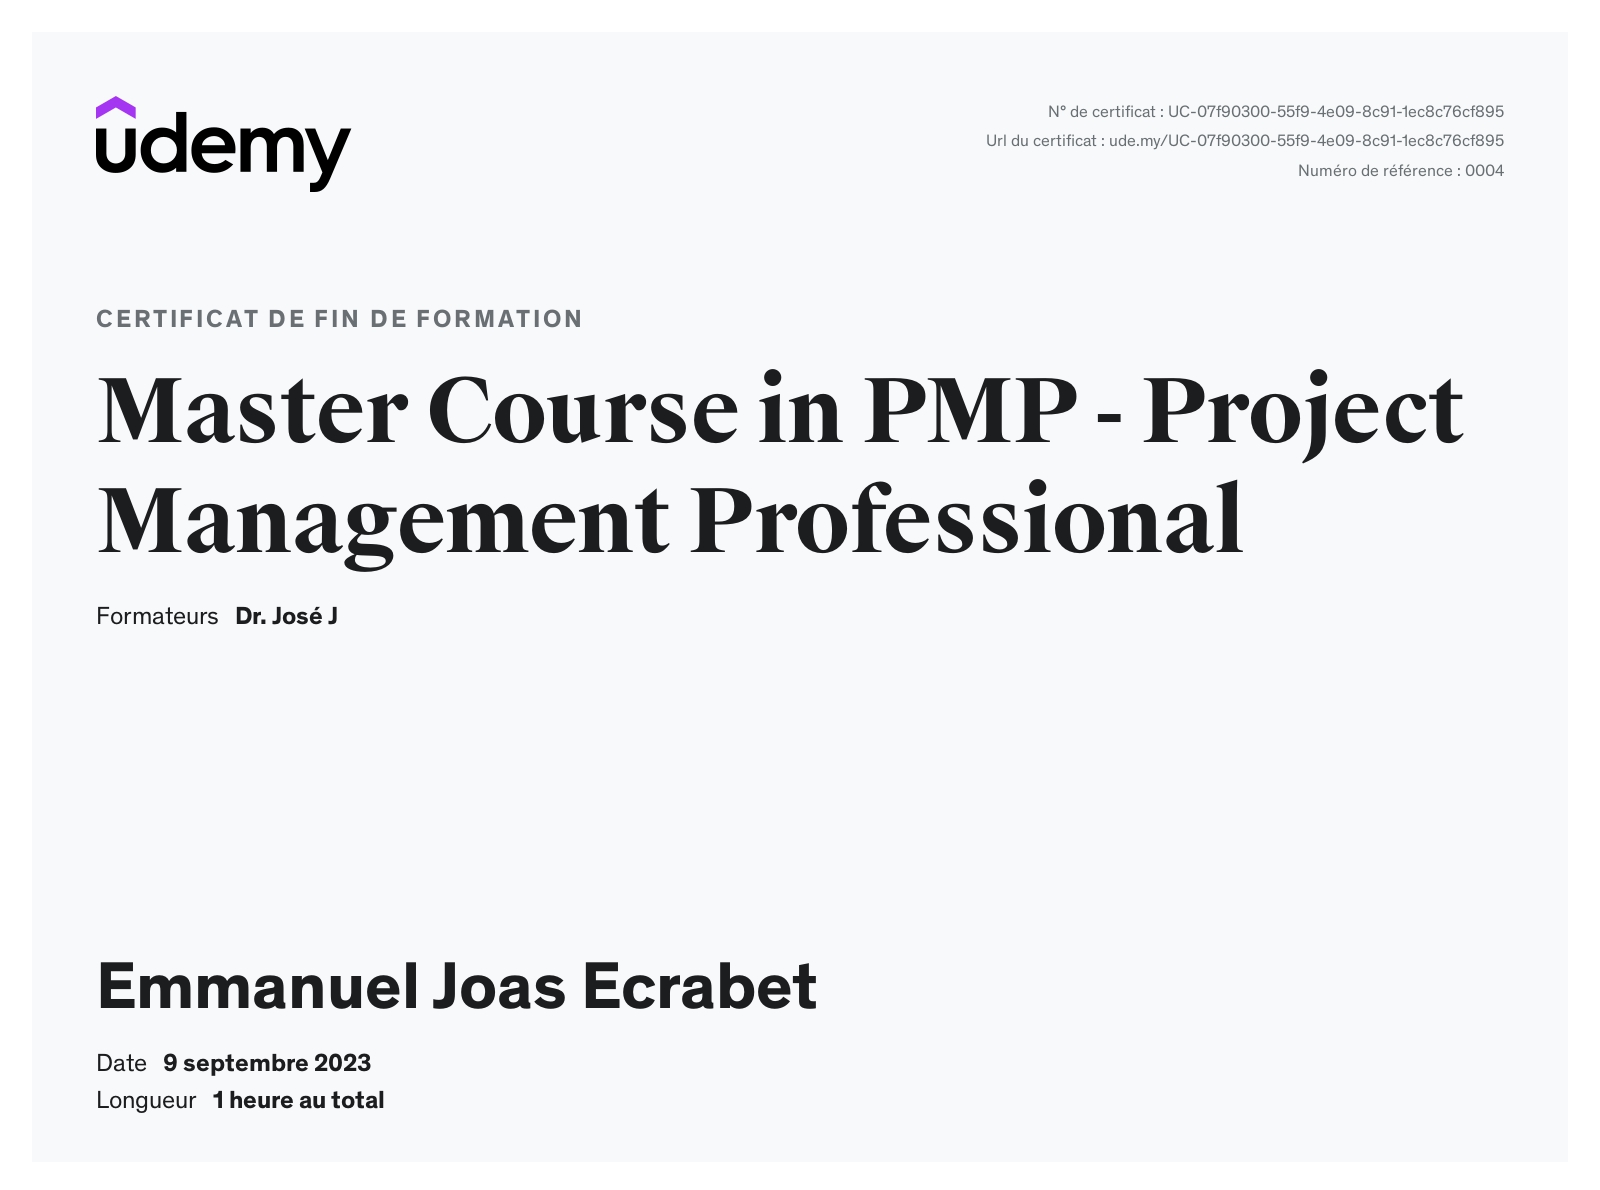 ûdemy
N° de certificat : UC-07f90300-55f9-4e09-8c91-1ec8c76cf895
Url du certificat : ude.my/UC-07f90300-55f9-4e09-8c91-1ec8c76cf895
Numéro de référence : 0004
CERTIFICAT DE FIN DE FORMATION
Master Course in PMP - Project
Management Professional
Formateurs Dr. José J
Emmanuel Joas Ecrabet
Date 9 septembre 2023
Longueur 1 heure au total